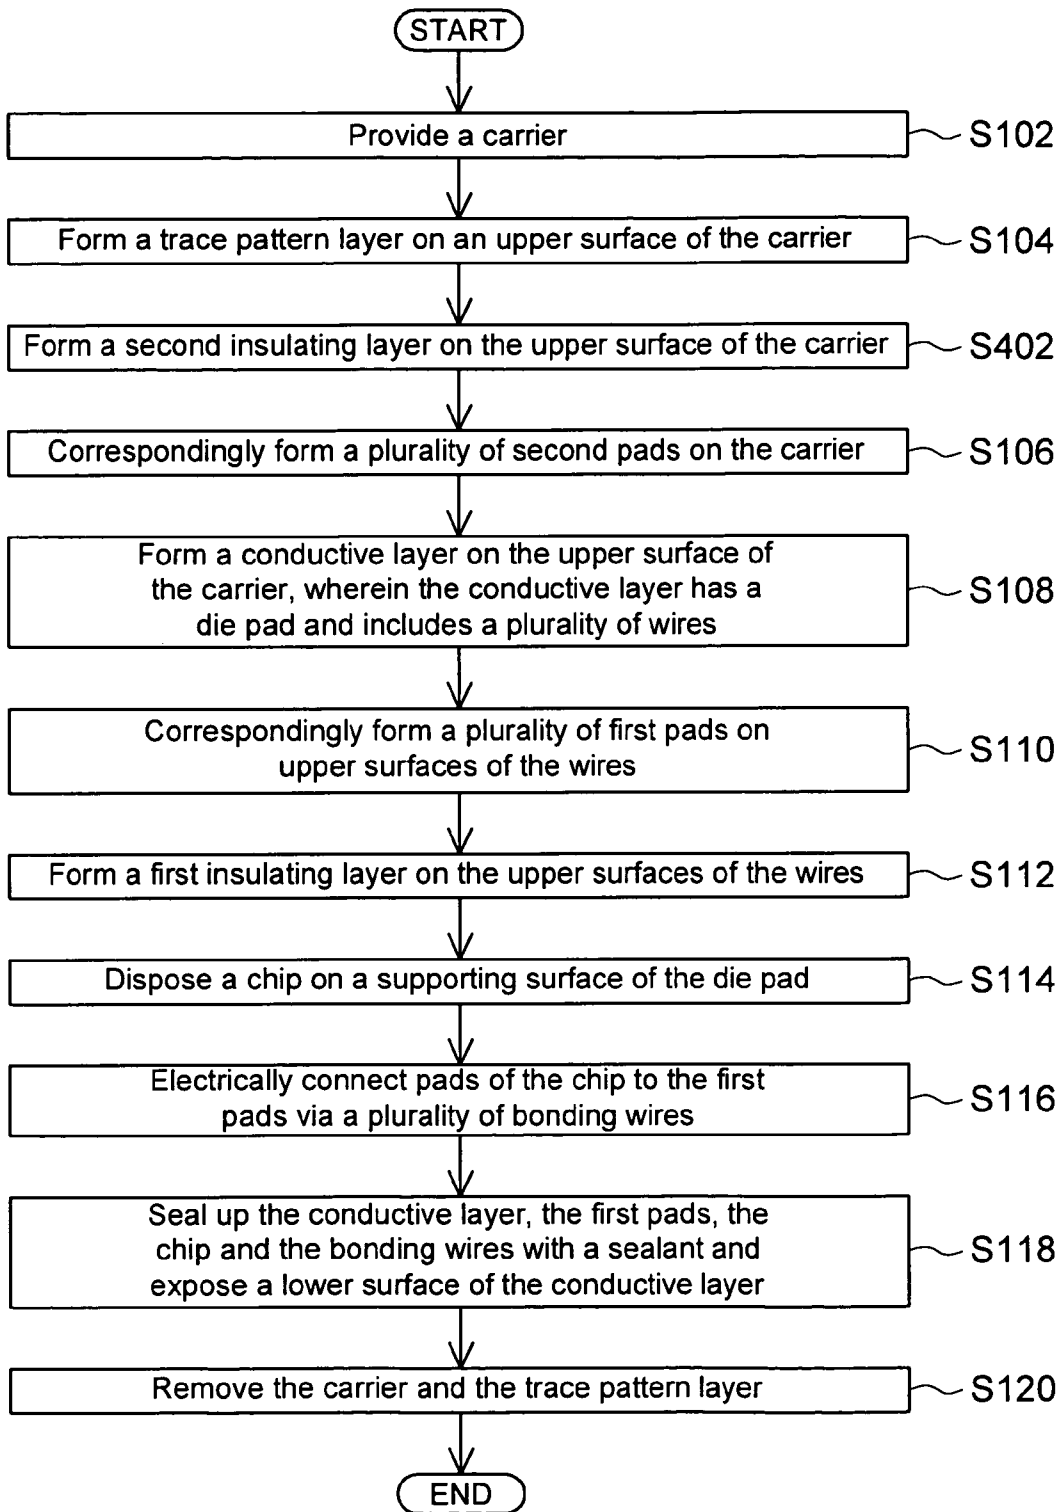 START
Provide a carrier
S102
Form a trace pattern layer on an upper surface of the carrier
S104
Form a second insulating layer on the upper surface of the carrier
S402
Correspondingly form a plurality of second pads on the carrier
S106
Form a conductive layer on the upper surface of
the carrier, wherein the conductive layer has a
die pad and includes a plurality of wires
S108
Correspondingly form a plurality of first pads on
upper surfaces of the wires
S110
Form a first insulating layer on the upper surfaces of the wires
S112
Dispose a chip on a supporting surface of the die pad
S114
Electrically connect pads of the chip to the first
pads via a plurality of bonding wires
S116
Seal up the conductive layer, the first pads, the
chip and the bonding wires with a sealant and
expose a lower surface of the conductive layer
S118
Remove the carrier and the trace pattern layer
S120
END